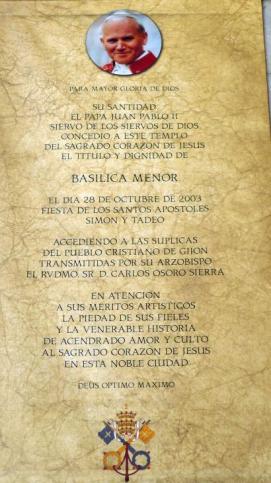 PARA MAYOR GLORIA DE DIOS
SU SANTIDAD
EL PAPA JUAN PABLO II
SIERVO DE LOS SIERVOS DE DIOS
CONCEDIO A ESTE TEMPLO
DEL SAGRADO CORAZON DE JESUS
EL TITULO Y DIGNIDAD DE
BASILICA MENOR
EL DIA 28 DE OCTUBRE DE 2003
FIESTA DE LOS SANTOS APOSTOLES
SIMON Y TADEO
ACCEDIENDO A LAS SUPLICAS
DEL PUEBLO CRISTIANO DE GIJON
TRANSMITIDAS POR SU ARZOBISPO
EL RVDMO. SR. D. CARLOS OSORO SIERRA
EN ATENCION
A SUS MERITOS ARTISTICOS
LA PIEDAD DE SUS FIELES
Y LA VENERABLE HISTORIA
DE ACENDRADO AMOR Y CULTO
AL SAGRADO CORAZON DE JESUS
EN ESTA NOBLE CIUDAD
DEUS OPTIMO MAXIMO